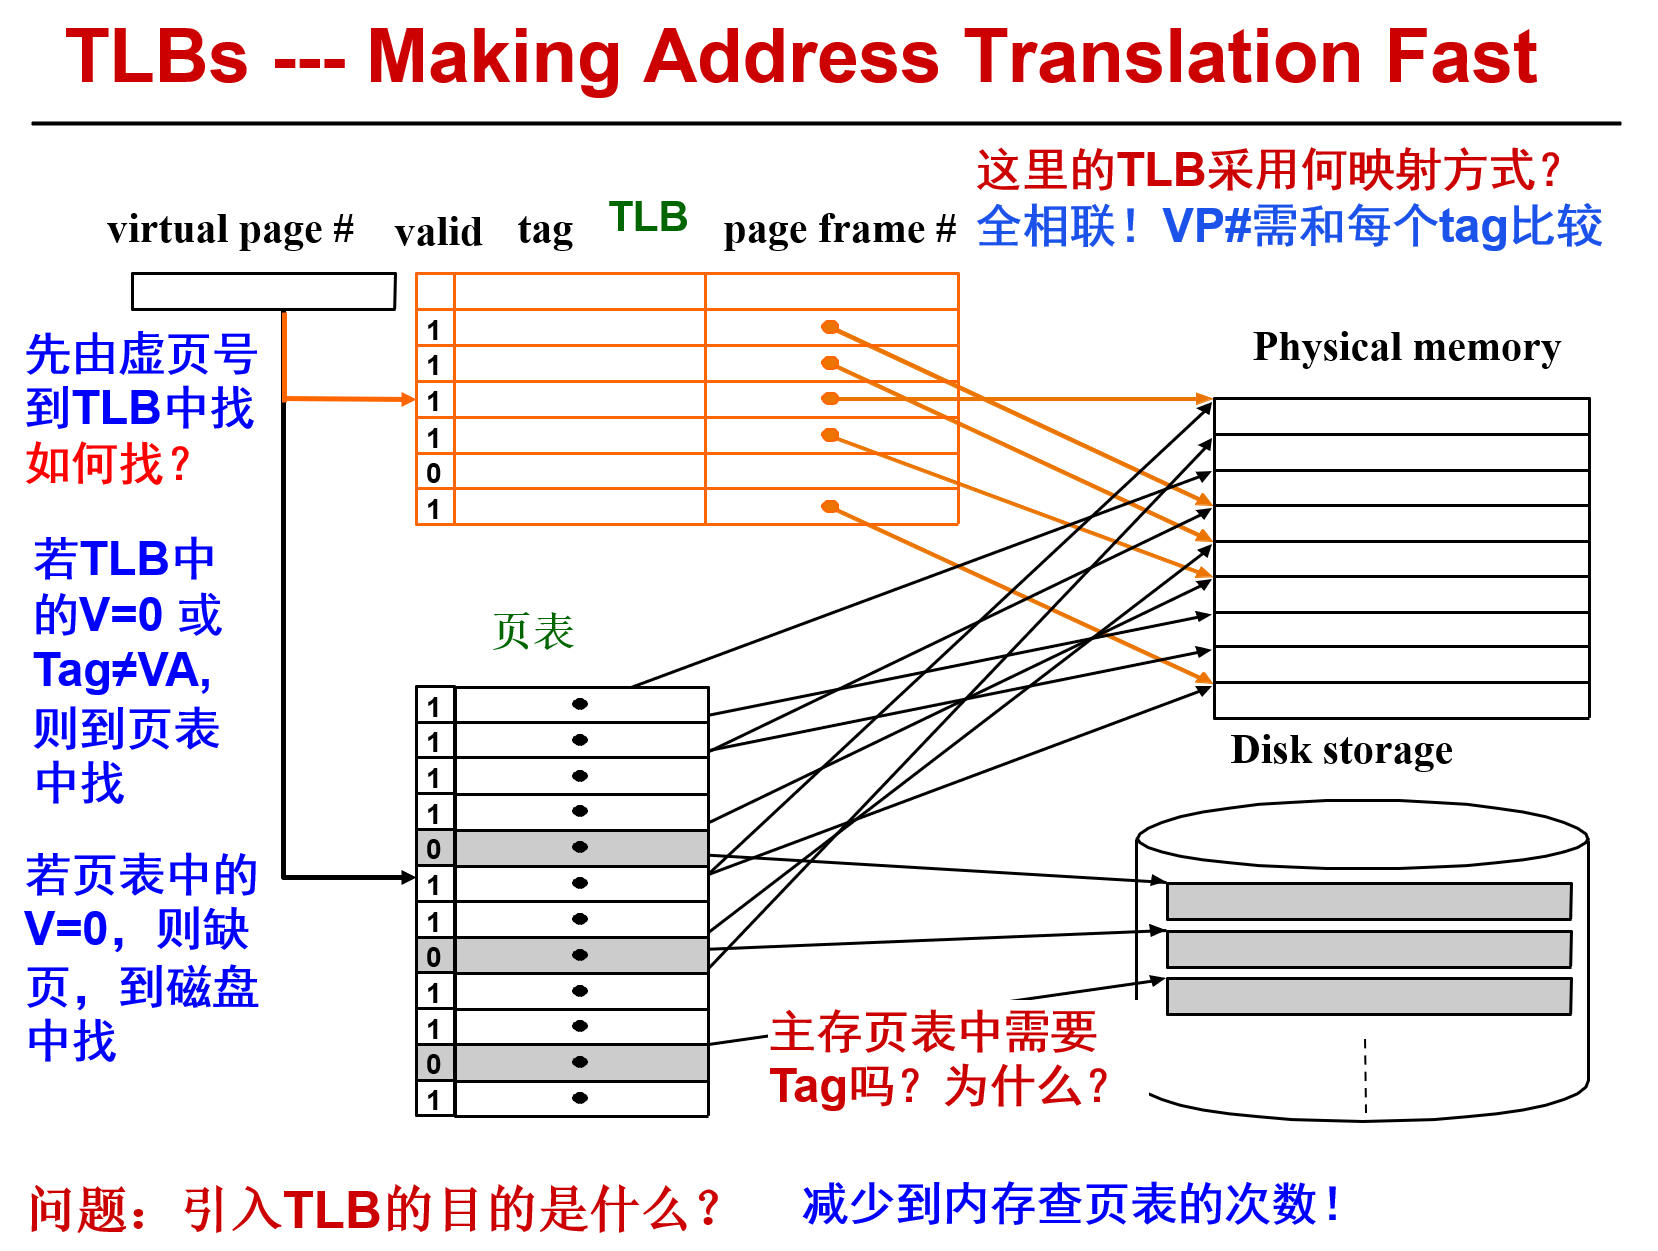 TLBs --- Making Address Translation Fast
这里的TLB采用何映射方式？
全相联！VP#需和每个tag比较
virtual page #
valid
tag
TLB
page frame #
1
1
1
1
0
1
先由虚页号
到TLB中找
如何找？
Physical memory
若TLB中
的V=0 或
Tag≠VA,
则到页表
中找
页表
1
1
1
1
0
1
1
0
1
1
0
1
Disk storage
若页表中的
V=0，则缺
页，到磁盘
中找
主存页表中需要
Tag吗？为什么？
问题：引入TLB的目的是什么？
减少到内存查页表的次数！